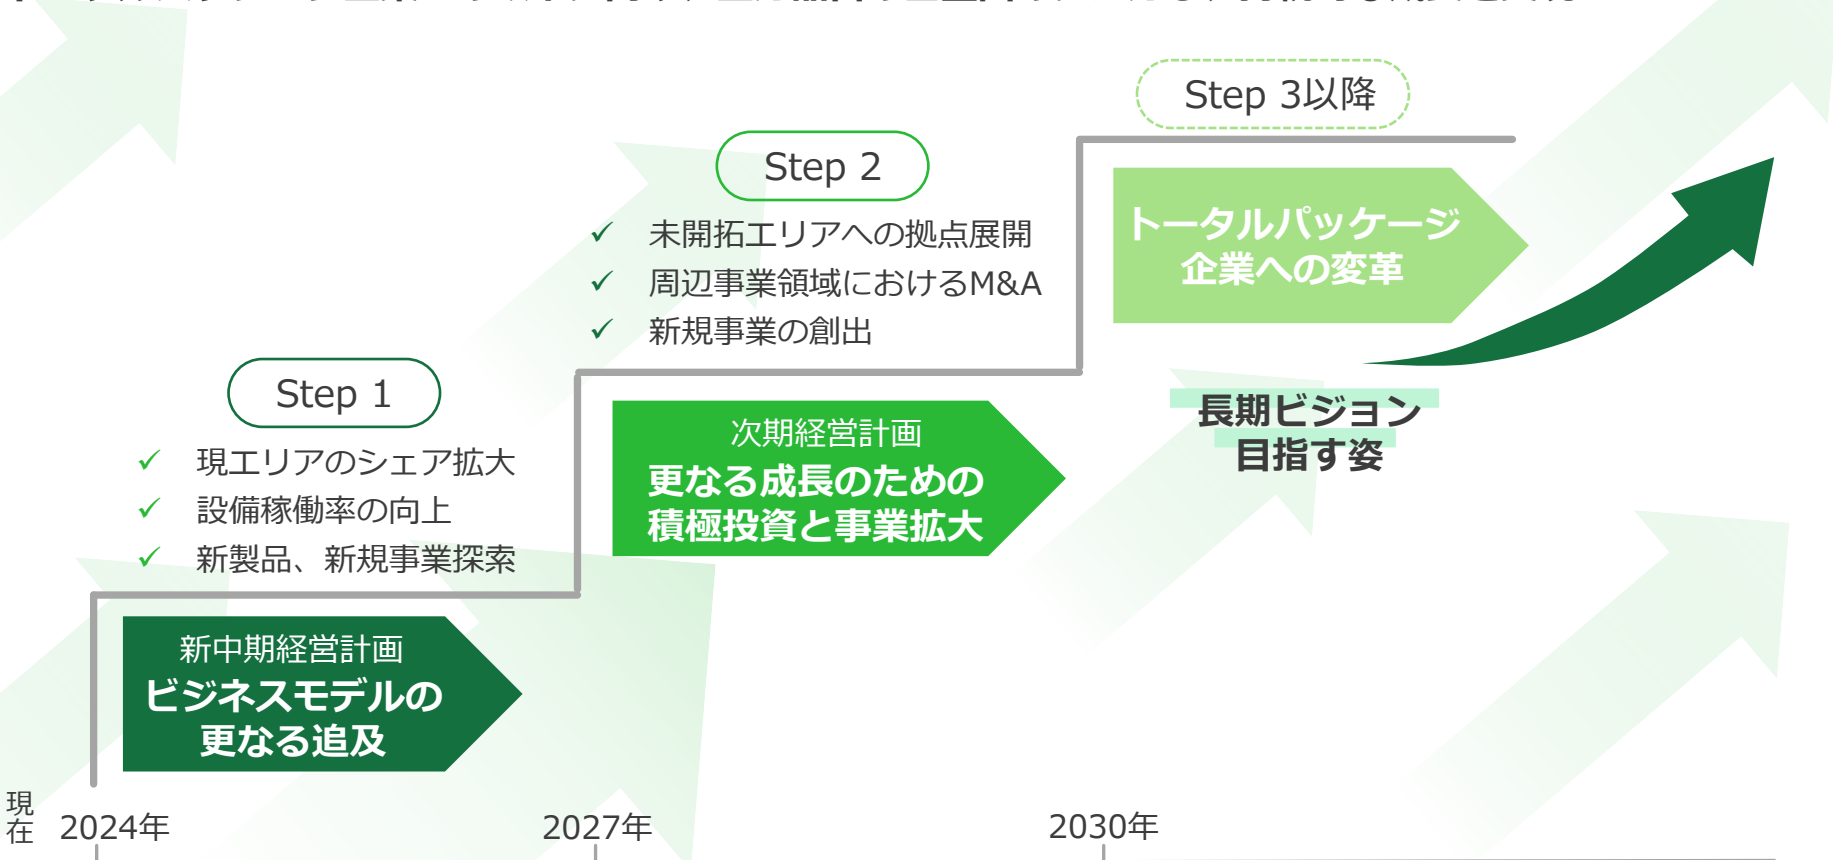 Step 3以降
トータルパッケージ
企業への変革
長期ビジョン
目指す姿
Step 2
未開拓エリアへの拠点展開
周辺事業領域におけるM&A
新規事業の創出
次期経営計画
更なる成長のための
積極投資と事業拡大
Step 1
現エリアのシェア拡大
設備稼働率の向上
新製品、新規事業探索
新中期経営計画
ビジネスモデルの
更なる追及
現在
2024年
2027年
2030年